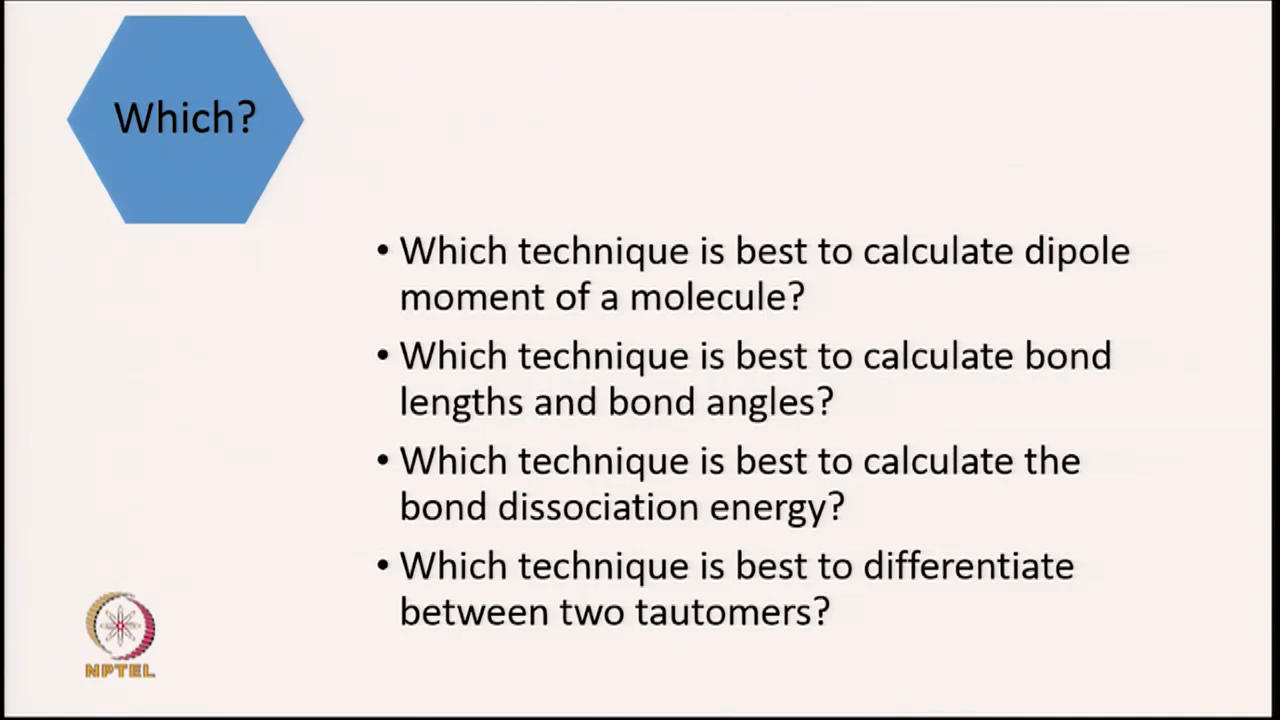 Which?
• Which technique is best to calculate dipole
moment of a molecule?
• Which technique is best to calculate bond
lengths and bond angles?
• Which technique is best to calculate the
bond dissociation energy?
• Which technique is best to differentiate
between two tautomers?
NPTEL